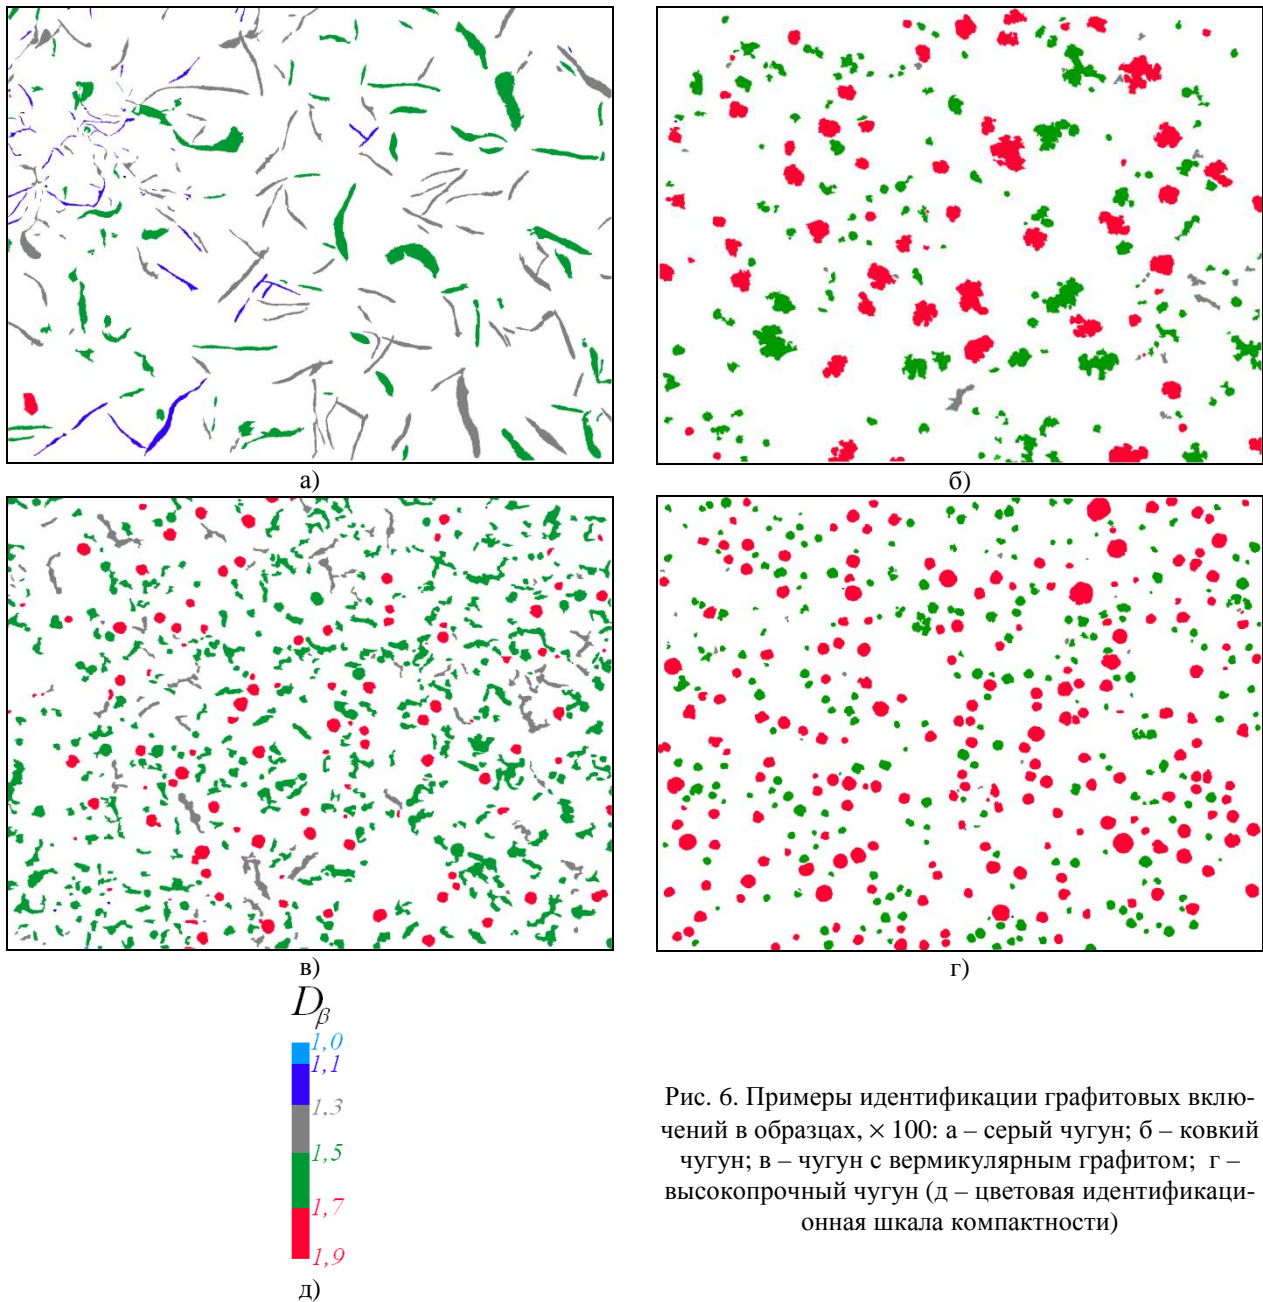 а)
б)
в)
г)
Dβ
1,0
1,1
1,3
1,5
1,7
1,9
д)
Рис. 6. Примеры идентификации графитовых вклю-
чений в образцах, × 100: а – серый чугун; б – ковкий
чугун; в – чугун с вермикулярным графитом; г –
высокопрочный чугун (д – цветовая идентификаци-
онная шкала компактности)